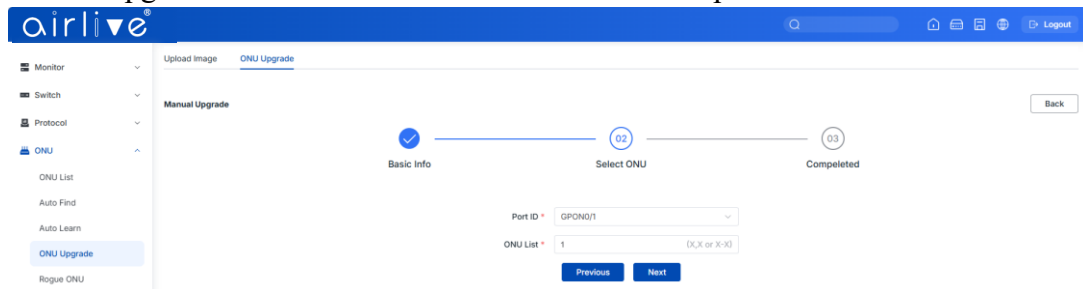 airlive®
Logout
Monitor
Switch
Protocol
ONU
ONU List
Auto Find
Auto Learn
ONU Upgrade
Rogue ONU
Upload Image ONU Upgrade
Manual Upgrade
Back
02
03
Basic Info
Select ONU
Compeleted
Port ID * GPON0/1
ONU List * 1 (X,X or X-X)
Previous Next